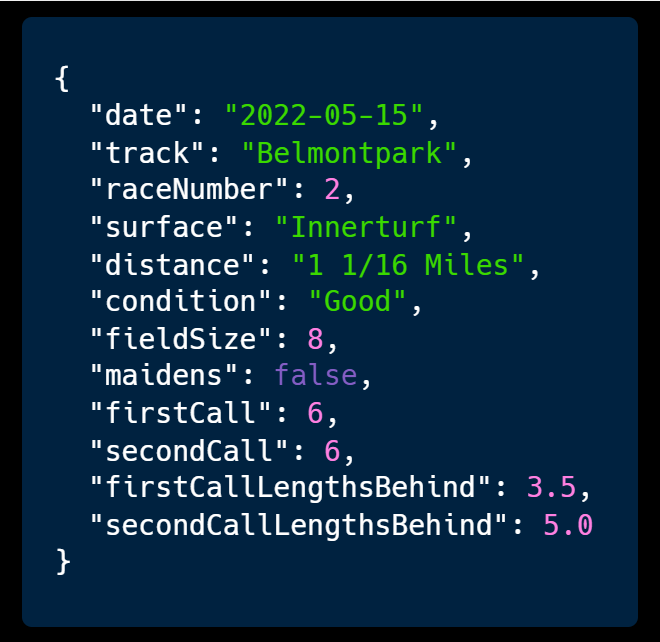 {
"date": "2022-05-15",
"track": "Belmontpark",
"raceNumber": 2,
"surface": "Innerturf",
"distance": "1 1/16 Miles",
"condition": "Good",
"fieldSize": 8,
"maidens": false,
"firstCall": 6,
"secondCall": 6,
"firstCallLengthsBehind": 3.5,
"secondCallLengthsBehind": 5.0
}